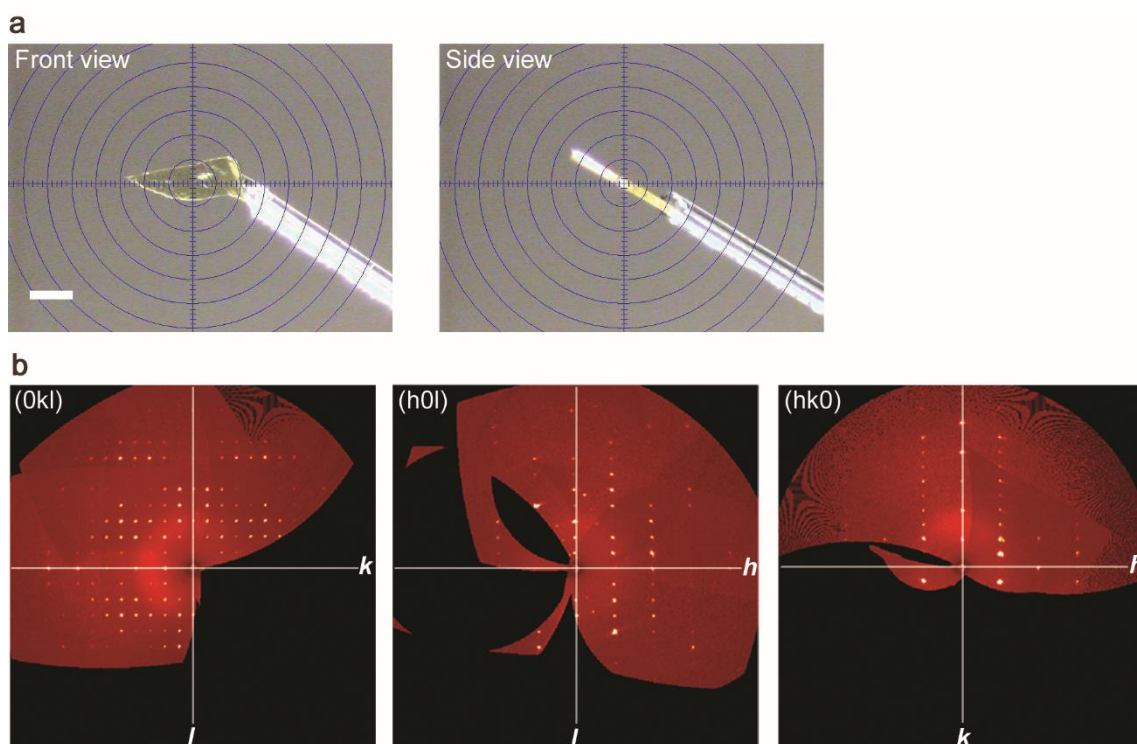 a
Front view
Side view
b
(0kl)
k
l
(h0l)
h
l
(hk0)
h
k